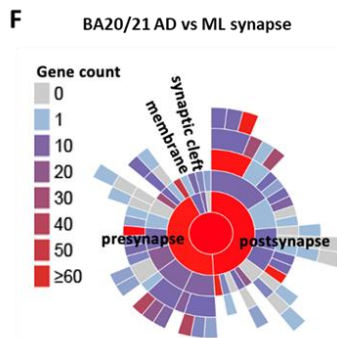 F
BA20/21 AD vs ML synapse
Gene count
0
1
10
20
30
40
50
≥60
synaptic cleft
membrane
presynapse
postsynapse